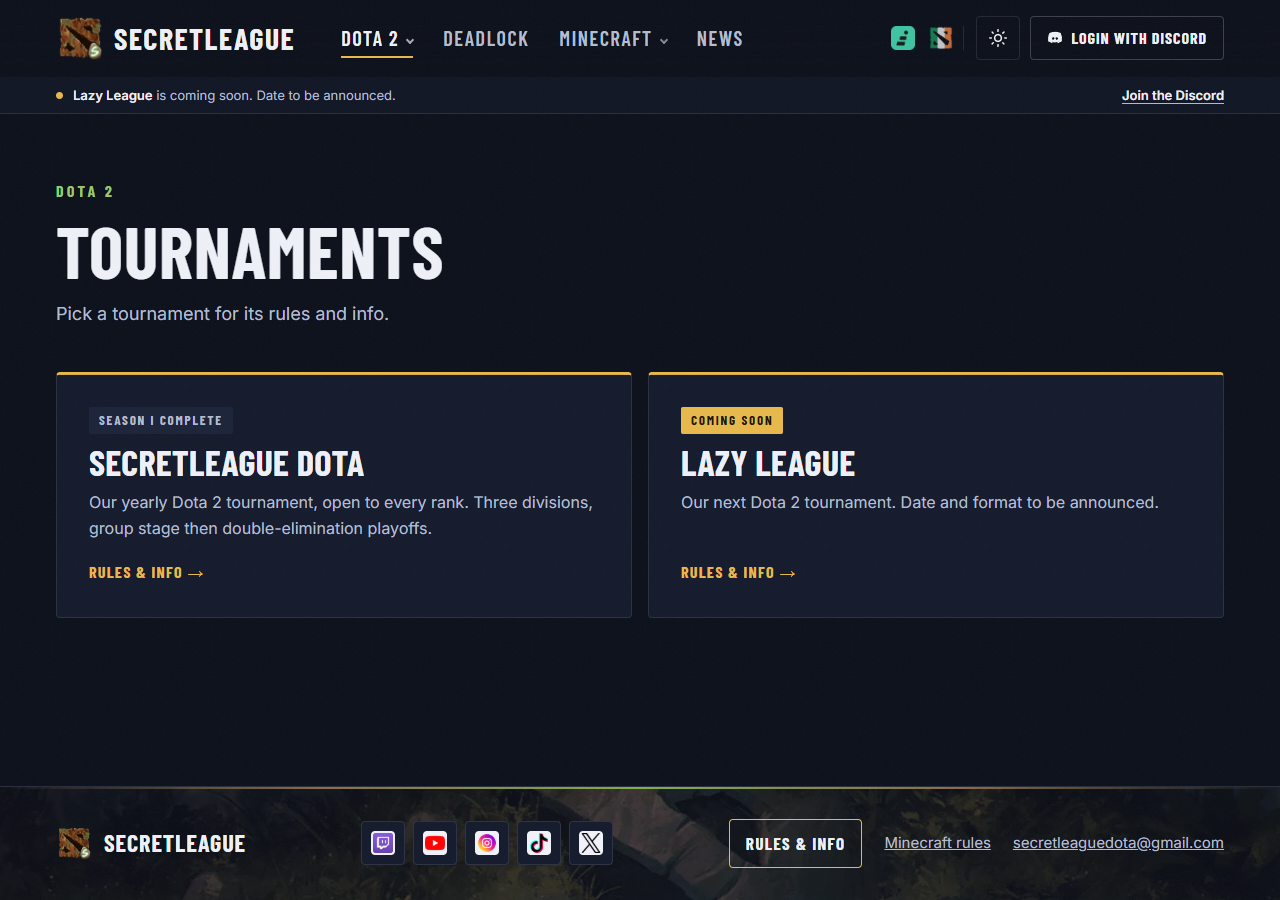 SECRETLEAGUE
DOTA 2
DEADLOCK
MINECRAFT
NEWS
LOGIN WITH DISCORD
Lazy League is coming soon. Date to be announced.
Join the Discord
DOTA 2
TOURNAMENTS
Pick a tournament for its rules and info.
SEASON I COMPLETE
SECRETLEAGUE DOTA
Our yearly Dota 2 tournament, open to every rank. Three divisions,
group stage then double-elimination playoffs.
RULES & INFO →
COMING SOON
LAZY LEAGUE
Our next Dota 2 tournament. Date and format to be announced.
RULES & INFO →
SECRETLEAGUE
RULES & INFO
Minecraft rules
secretleaguedota@gmail.com